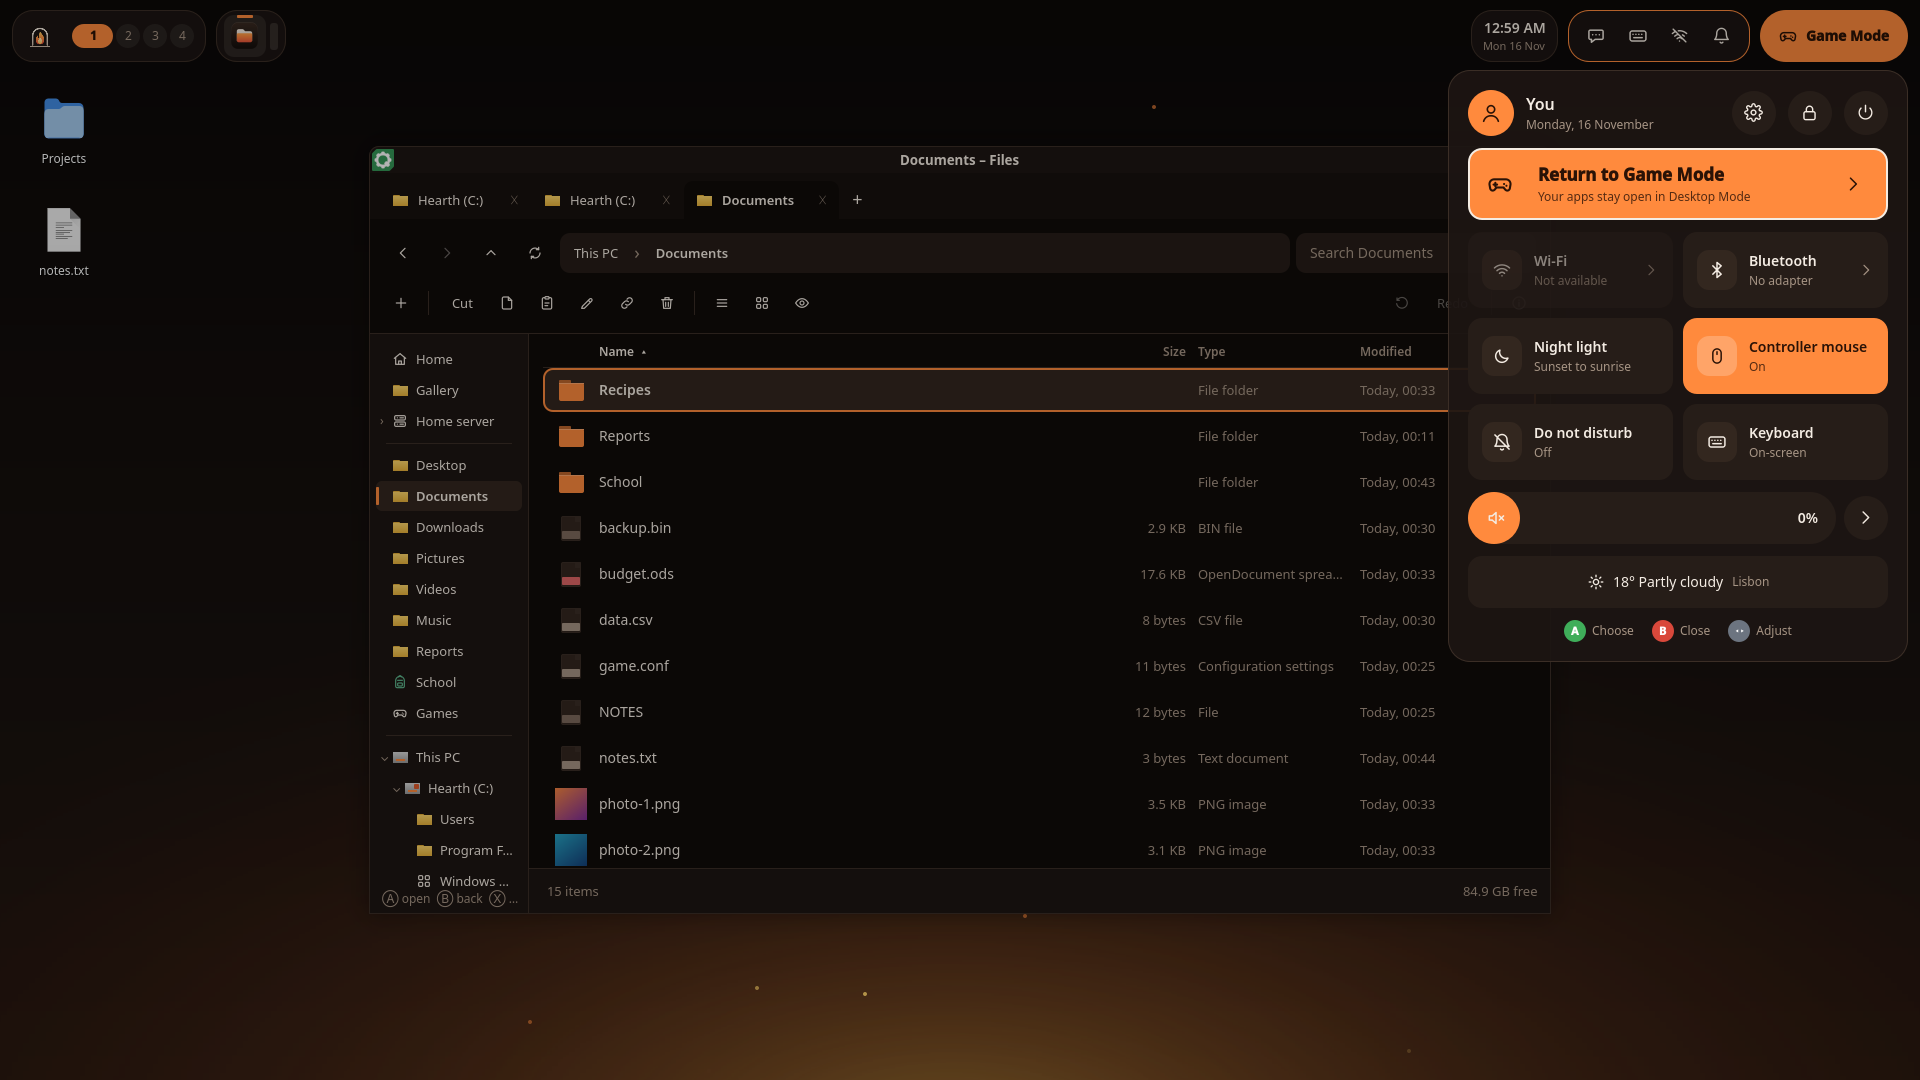 1 2 3 4
12:59 AM
Mon 16 Nov
Game Mode
Projects
notes.txt
Documents – Files
Hearth (C:) X
Hearth (C:) X
Documents X +
This PC › Documents
Search Documents
Cut
Home
Gallery
Home server
Desktop
Documents
Downloads
Pictures
Videos
Music
Reports
School
Games
This PC
Hearth (C:)
Users
Program F...
Windows ...
A open B back X ...
Name Size Type Modified
Recipes File folder Today, 00:33
Reports File folder Today, 00:11
School File folder Today, 00:43
backup.bin 2.9 KB BIN file Today, 00:30
budget.ods 17.6 KB OpenDocument sprea... Today, 00:33
data.csv 8 bytes CSV file Today, 00:30
game.conf 11 bytes Configuration settings Today, 00:25
NOTES 12 bytes File Today, 00:25
notes.txt 3 bytes Text document Today, 00:44
photo-1.png 3.5 KB PNG image Today, 00:33
photo-2.png 3.1 KB PNG image Today, 00:33
15 items
84.9 GB free
You
Monday, 16 November
Return to Game Mode
Your apps stay open in Desktop Mode
Wi-Fi
Not available
Bluetooth
No adapter
Night light
Sunset to sunrise
Controller mouse
On
Do not disturb
Off
Keyboard
On-screen
0%
18° Partly cloudy Lisbon
A Choose B Close Adjust